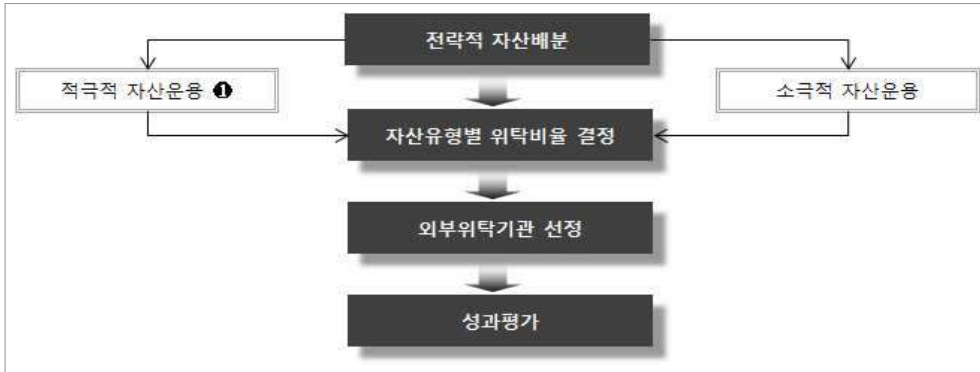 전략적 자산배분
적극적 자산운용 ❶
소극적 자산운용
자산유형별 위탁비율 결정
외부위탁기관 선정
성과평가